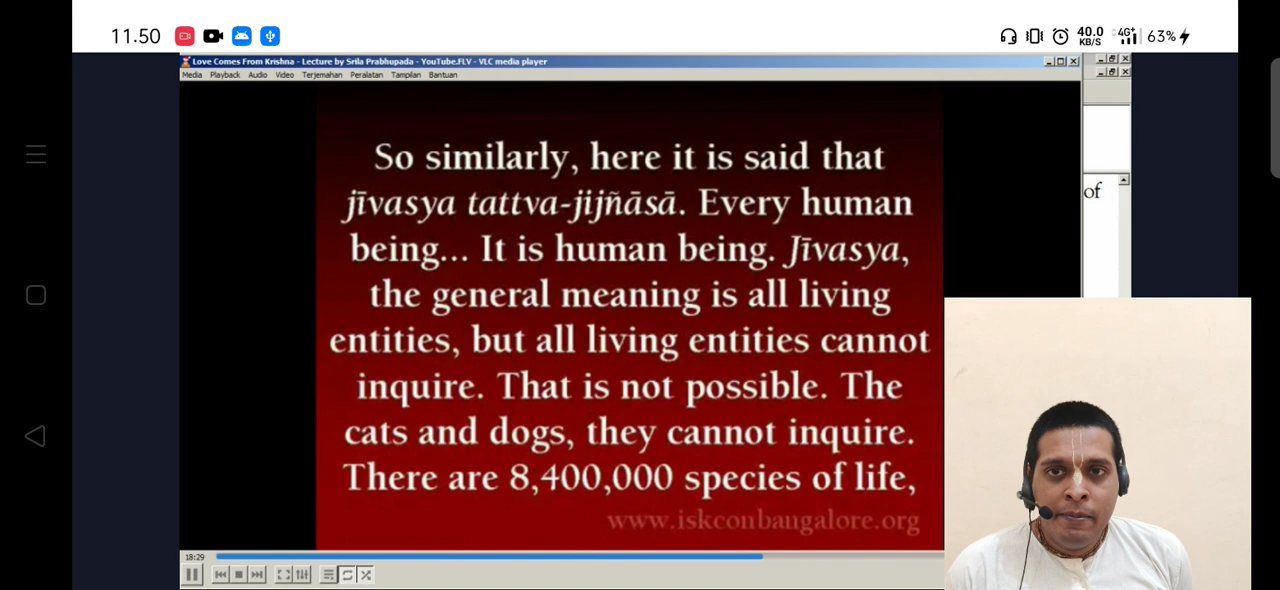 11.50
40.0
KB/S
4G+
63%
Love Comes From Krishna - Lecture by Srila Prabhupada - YouTube.FLV - VLC media player
Media Playback Audio Video Terjemahan Peralatan Tampilan Bantuan
So similarly, here it is said that
jīvasya tattva-jijñāsā. Every human
being... It is human being. Jīvasya,
the general meaning is all living
entities, but all living entities cannot
inquire. That is not possible. The
cats and dogs, they cannot inquire.
There are 8,400,000 species of life,
www.iskconbangalore.org
of
18:29